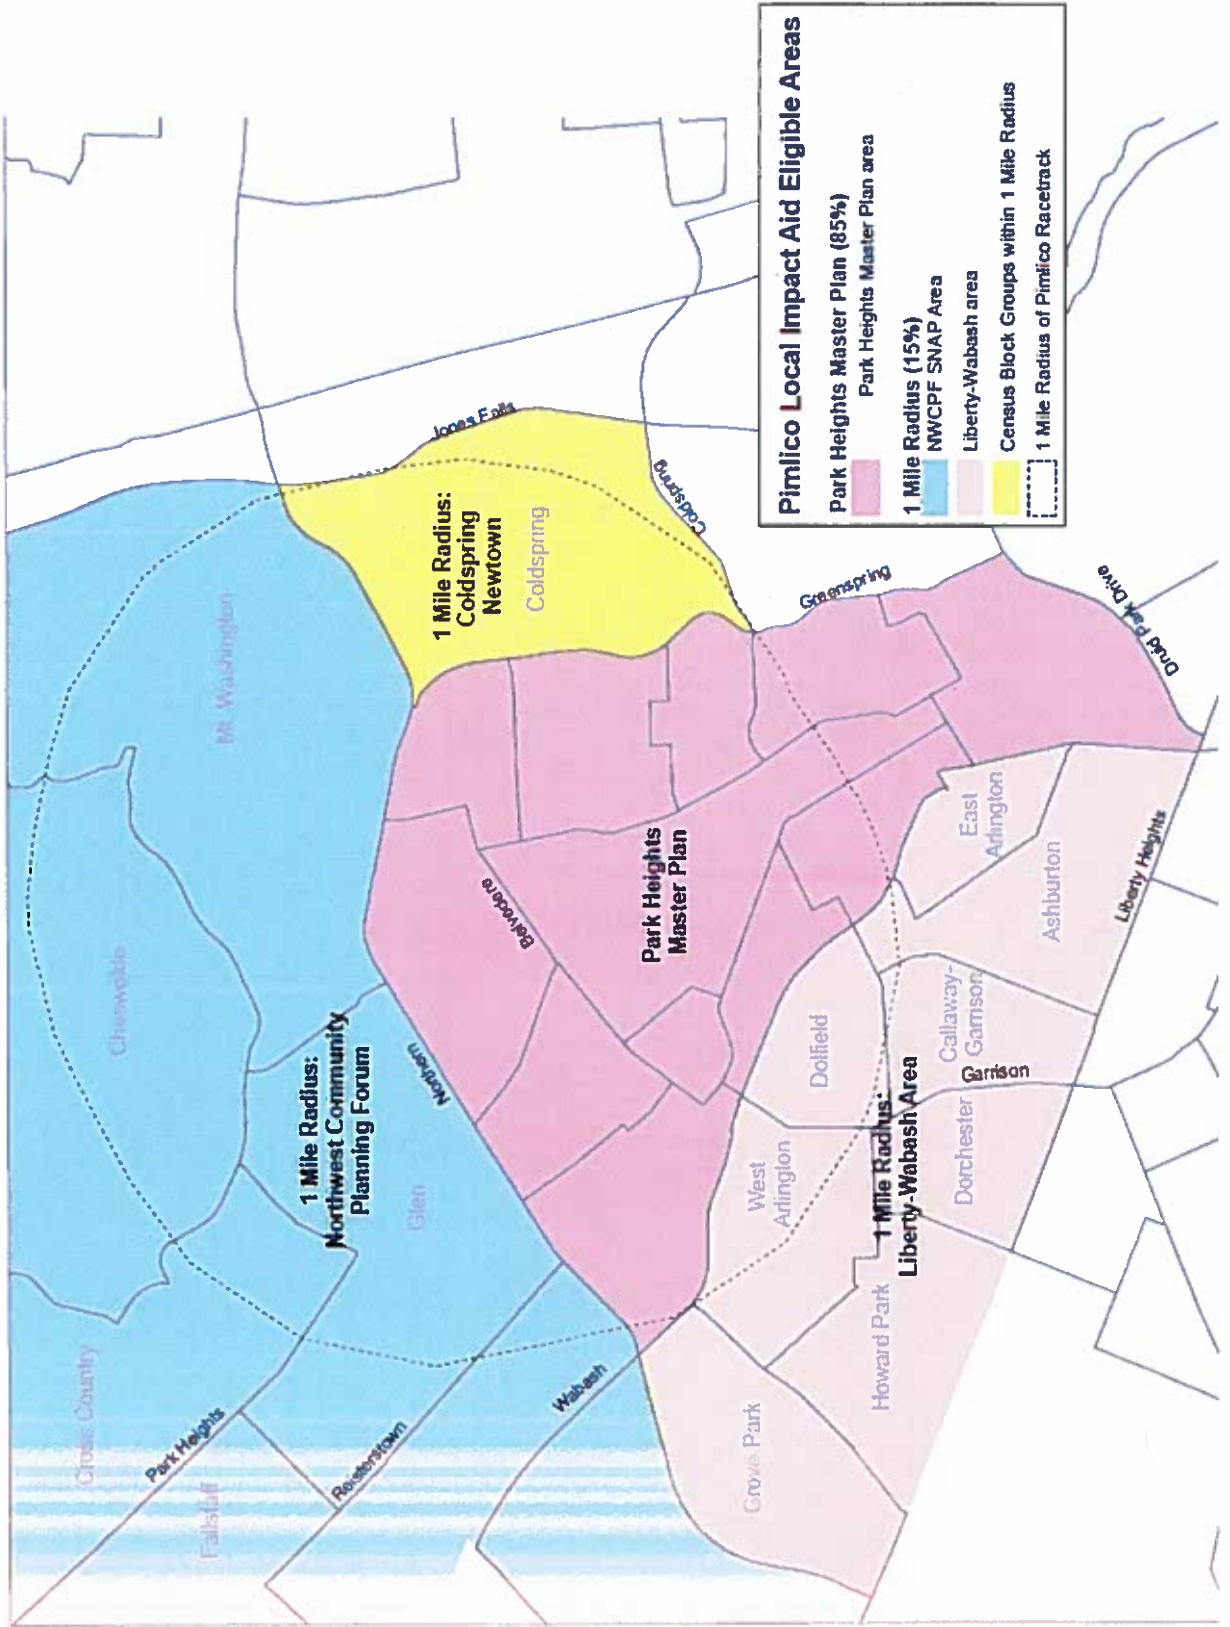 Pimlico Local Impact Aid Eligible Areas
Park Heights Master Plan (85%)
Park Heights Master Plan area
1 Mile Radius (15%)
NWCPF SNAP Area
Liberty-Wabash area
Census Block Groups within 1 Mile Radius
1 Mile Radius of Pimlico Racetrack
Cross Country
Fallstaff
Park Heights
Reisterstown
Wabash
Cheswolde
Mt. Washington
Glen
1 Mile Radius:
Northwest Community
Planning Forum
Northern
Belvedere
Jones Falls
1 Mile Radius:
Coldspring
Newtown
Coldspring
Coldspring
Park Heights
Master Plan
Greenspring
Druid Park Drive
Grove Park
West
Arlington
Dolfield
Howard Park
1 Mile Radius:
Liberty-Wabash Area
Dorchester
Garrison
Callaway-
Garrison
East
Arlington
Ashburton
Liberty Heights